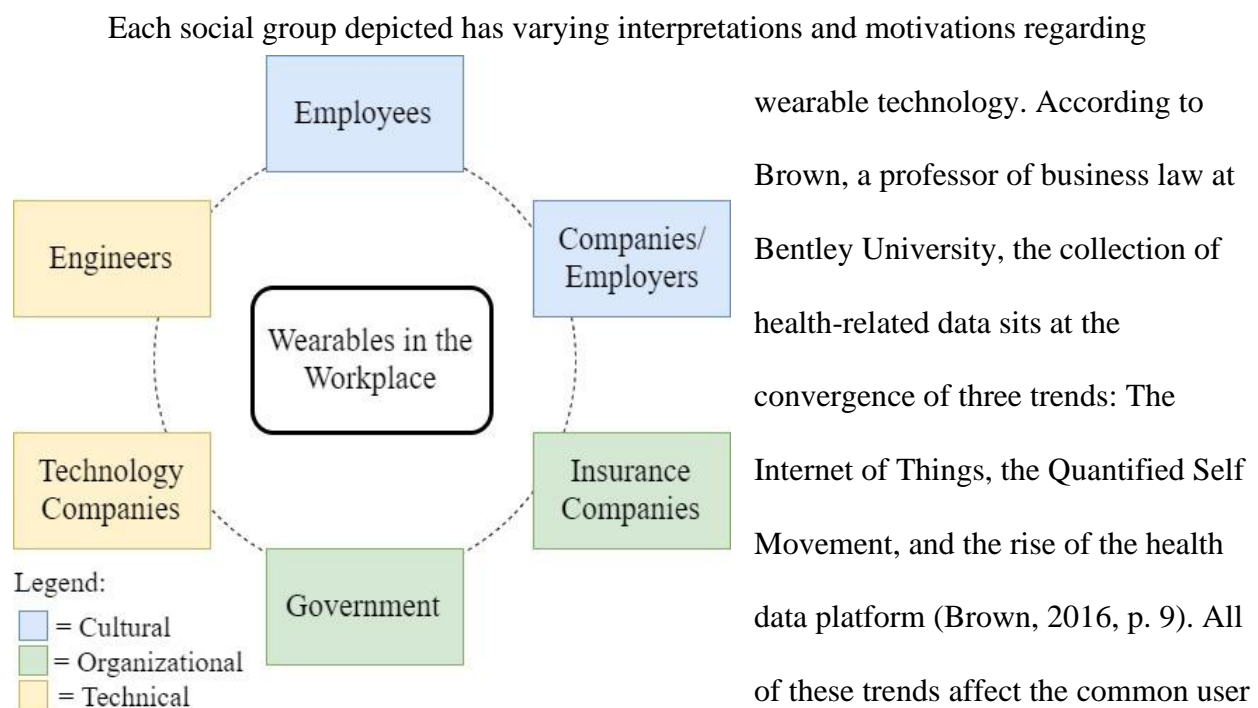 Each social group depicted has varying interpretations and motivations regarding
wearable technology. According to
Brown, a professor of business law at
Bentley University, the collection of
health-related data sits at the
convergence of three trends: The
Internet of Things, the Quantified Self
Movement, and the rise of the health
data platform (Brown, 2016, p. 9). All
of these trends affect the common user
Employees
Engineers
Companies/
Employers
Wearables in the
Workplace
Technology
Companies
Insurance
Companies
Government
Legend:
= Cultural
= Organizational
= Technical